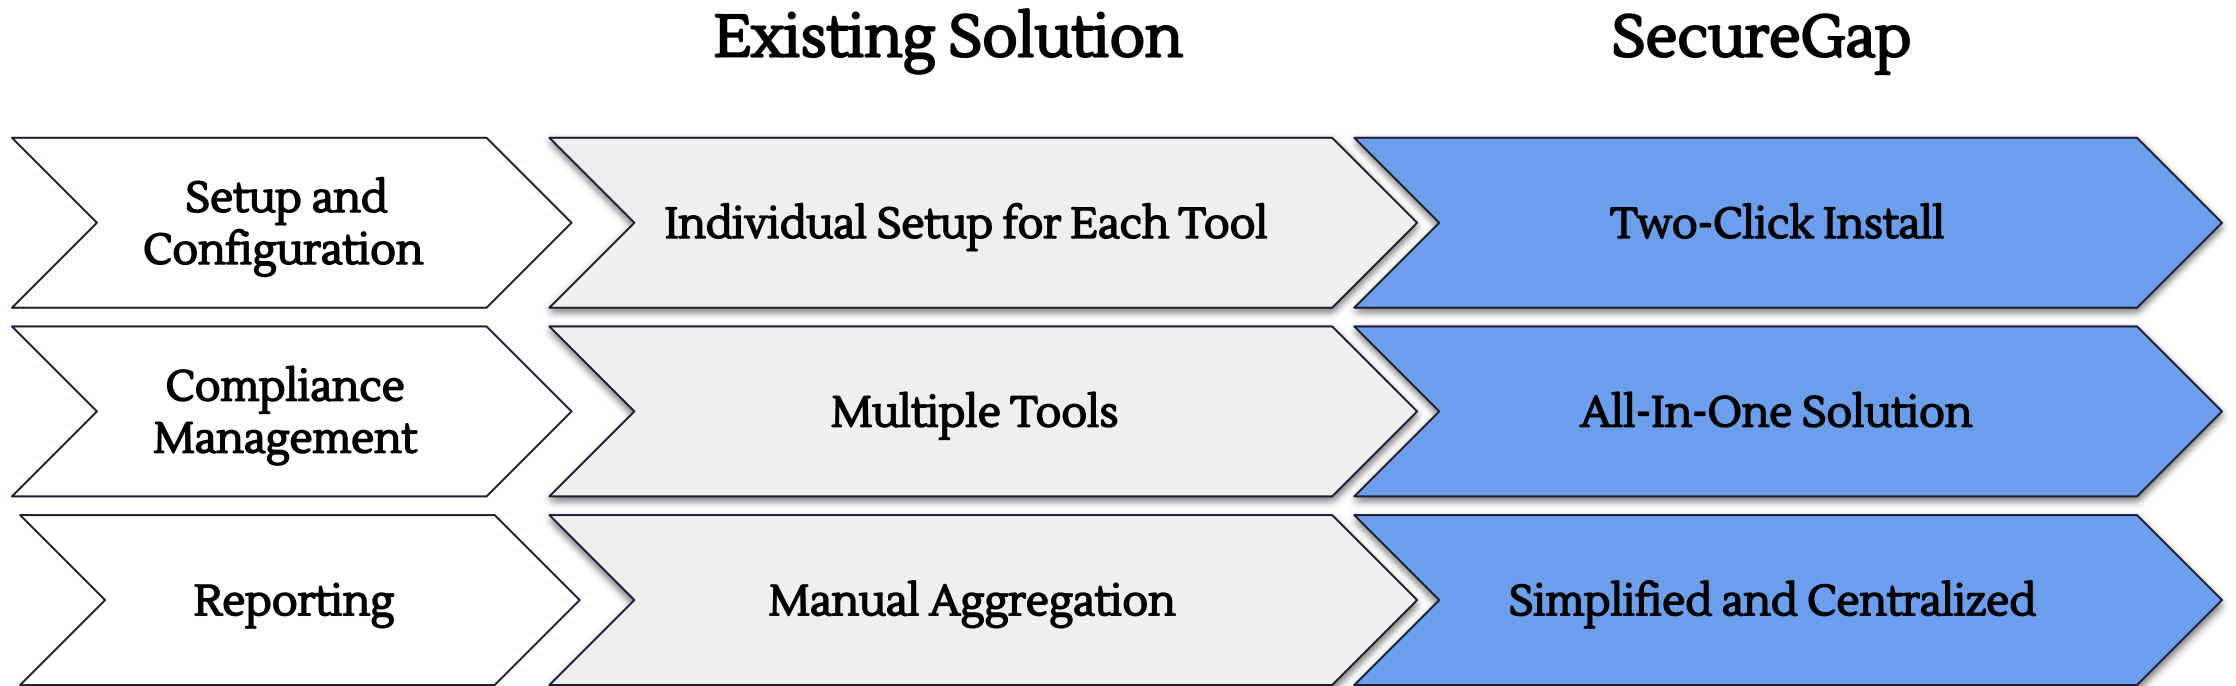 Existing Solution
SecureGap
Setup and
Configuration
Individual Setup for Each Tool
Two-Click Install
Compliance
Management
Multiple Tools
All-In-One Solution
Reporting
Manual Aggregation
Simplified and Centralized